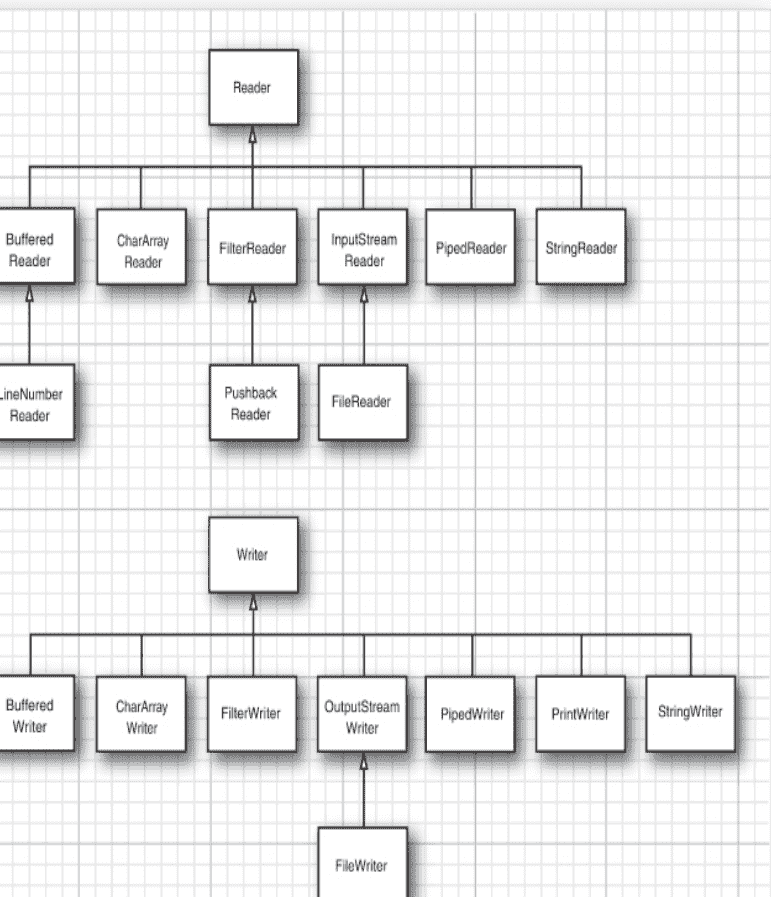 Reader
Buffered
Reader
CharArray
Reader
FilterReader
InputStream
Reader
PipedReader
StringReader
LineNumber
Reader
Pushback
Reader
FileReader
Writer
Buffered
Writer
CharArray
Writer
FilterWriter
OutputStream
Writer
PipedWriter
PrintWriter
StringWriter
FileWriter